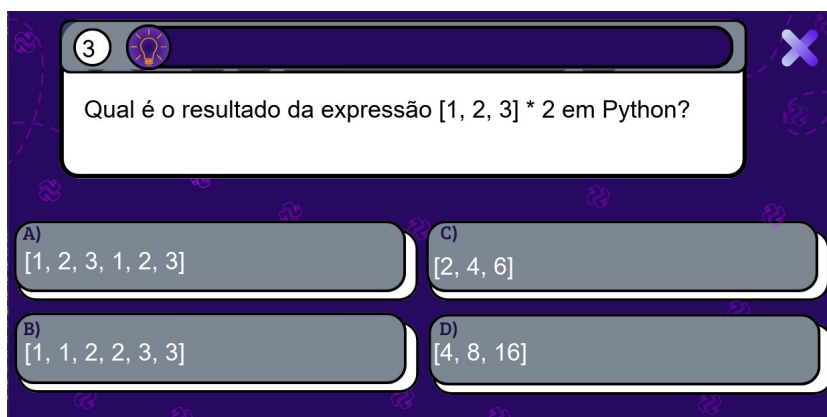 3
Qual é o resultado da expressão [1, 2, 3] * 2 em Python?
A)
[1, 2, 3, 1, 2, 3]
C)
[2, 4, 6]
B)
[1, 1, 2, 2, 3, 3]
D)
[4, 8, 16]